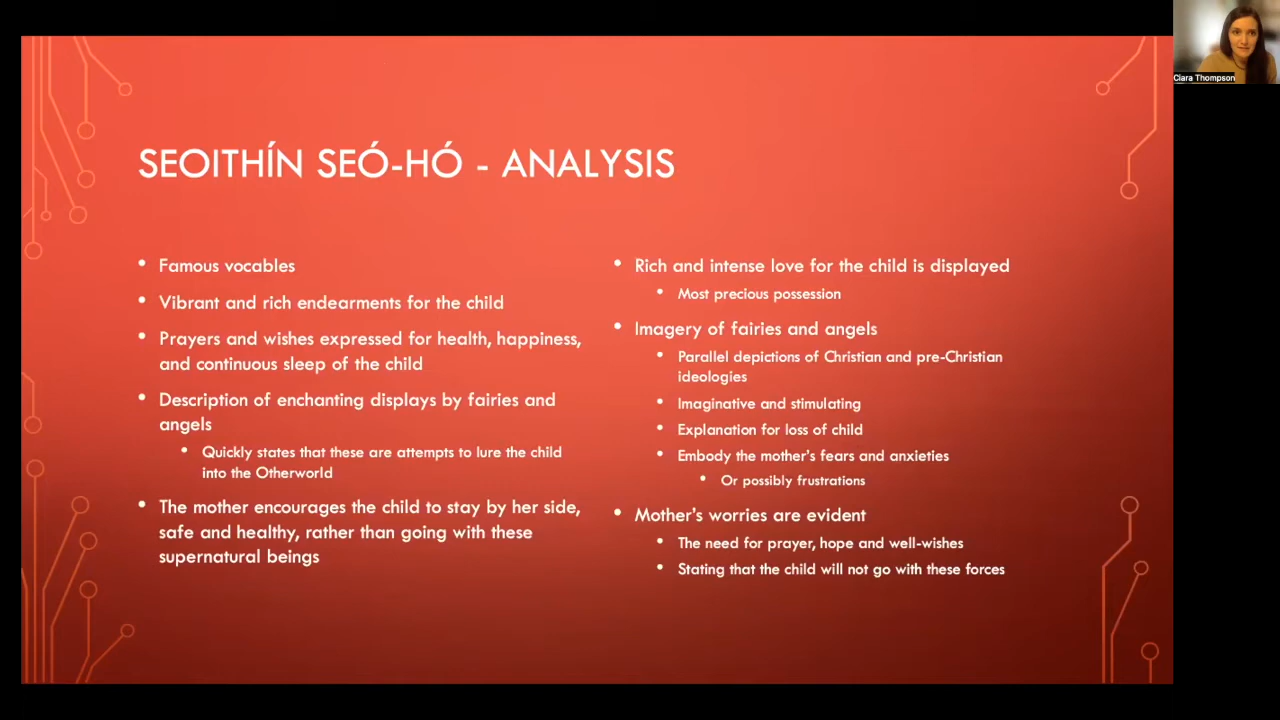 SEOITHÍN SEÓ-HÓ - ANALYSIS
• Famous vocables
• Vibrant and rich endearments for the child
• Prayers and wishes expressed for health, happiness,
and continuous sleep of the child
• Description of enchanting displays by fairies and
angels
• Quickly states that these are attempts to lure the child
into the Otherworld
• The mother encourages the child to stay by her side,
safe and healthy, rather than going with these
supernatural beings
• Rich and intense love for the child is displayed
• Most precious possession
• Imagery of fairies and angels
• Parallel depictions of Christian and pre-Christian
ideologies
• Imaginative and stimulating
• Explanation for loss of child
• Embody the mother's fears and anxieties
• Or possibly frustrations
• Mother's worries are evident
• The need for prayer, hope and well-wishes
• Stating that the child will not go with these forces
Ciara Thompson